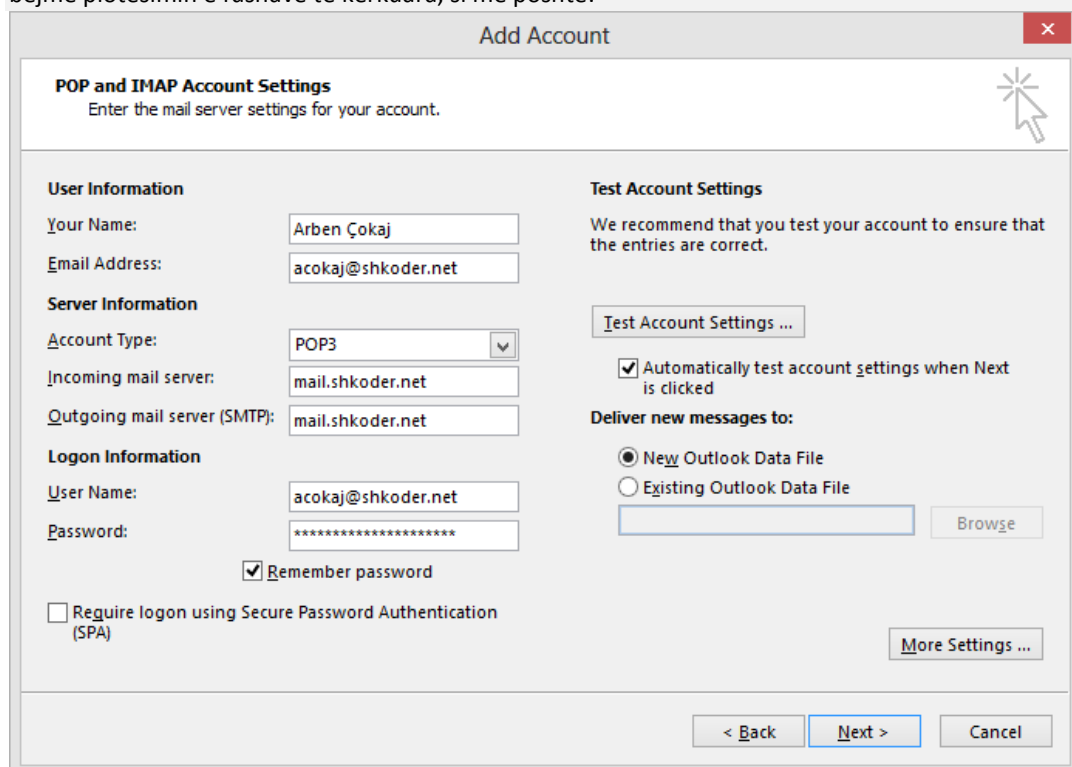 Add Account
POP and IMAP Account Settings
Enter the mail server settings for your account.
User Information
Your Name:
Arben Çokaj
Email Address:
acokaj@shkoder.net
Server Information
Account Type:
POP3
Incoming mail server:
mail.shkoder.net
Outgoing mail server (SMTP):
mail.shkoder.net
Logon Information
User Name:
acokaj@shkoder.net
Password:
*********************
Remember password
Require logon using Secure Password Authentication
(SPA)
Test Account Settings
We recommend that you test your account to ensure that
the entries are correct.
Test Account Settings ...
Automatically test account settings when Next
is clicked
Deliver new messages to:
New Outlook Data File
Existing Outlook Data File
Browse
More Settings ...
< Back
Next >
Cancel